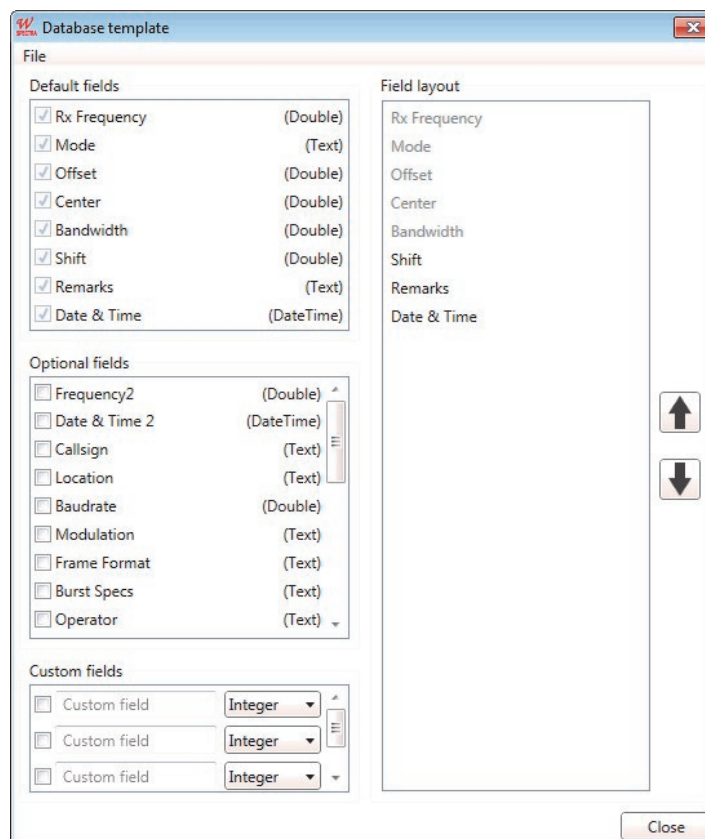 W SPECTRA Database template
File
Default fields
Rx Frequency (Double)
Mode (Text)
Offset (Double)
Center (Double)
Bandwidth (Double)
Shift (Double)
Remarks (Text)
Date & Time (DateTime)
Optional fields
Frequency2 (Double)
Date & Time 2 (DateTime)
Callsign (Text)
Location (Text)
Baudrate (Double)
Modulation (Text)
Frame Format (Text)
Burst Specs (Text)
Operator (Text)
Custom fields
Custom field Integer
Custom field Integer
Custom field Integer
Field layout
Rx Frequency
Mode
Offset
Center
Bandwidth
Shift
Remarks
Date & Time
Close